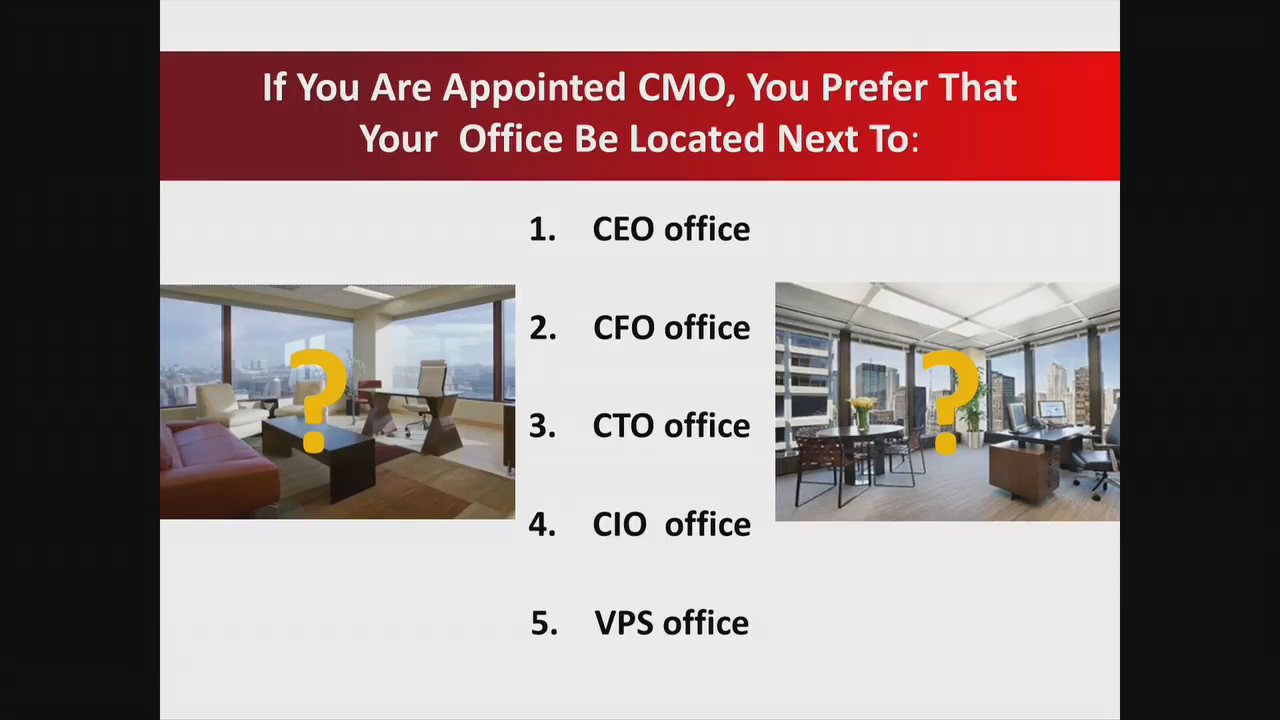 If You Are Appointed CMO, You Prefer That
Your  Office Be Located Next To:
1. CEO office
2. CFO office
?
?
3. CTO office
4. CIO  office
5. VPS office